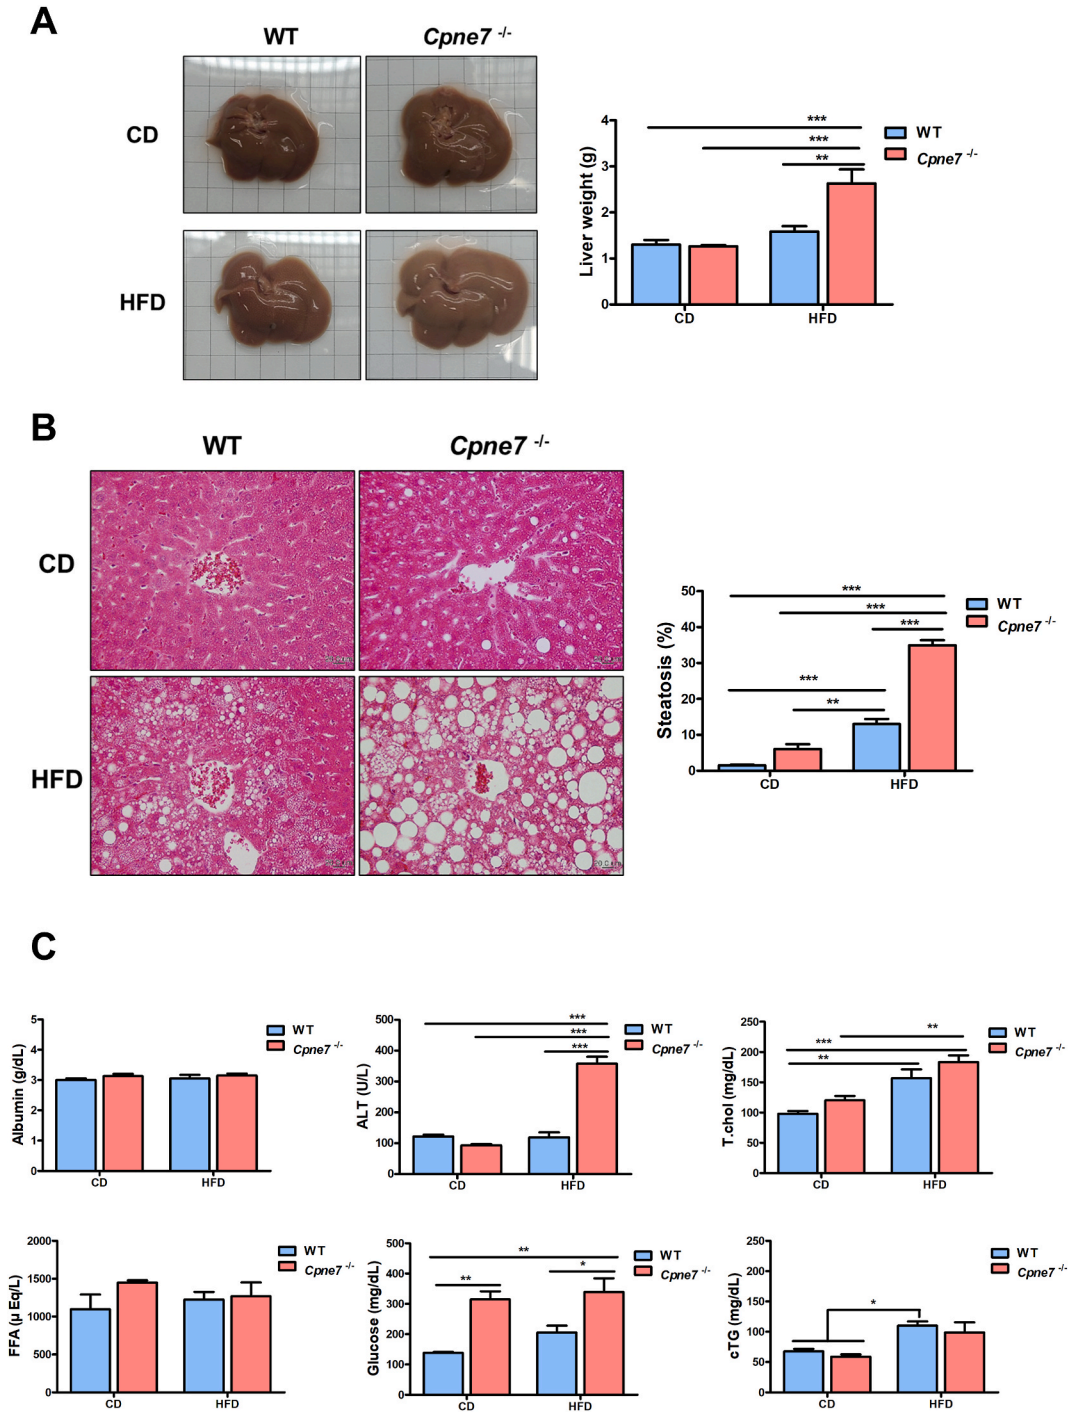 A
WT
Cpne7 -/-
CD
HFD
Liver weight (g)
4
3
2
1
0
***
***
**
CD
HFD
WT
Cpne7 -/-
B
WT
Cpne7 -/-
CD
HFD
Steatosis (%)
50
40
30
20
10
0
***
***
***
***
**
CD
HFD
WT
Cpne7 -/-
C
Albumin (g/dL)
5
4
3
2
1
0
CD
HFD
WT
Cpne7 -/-
ALT (U/L)
500
400
300
200
100
0
***
***
***
CD
HFD
WT
Cpne7 -/-
T.chol (mg/dL)
250
200
150
100
50
0
**
***
**
CD
HFD
WT
Cpne7 -/-
FFA (µ Eq/L)
2000
1500
1000
500
0
CD
HFD
WT
Cpne7 -/-
Glucose (mg/dL)
500
400
300
200
100
0
**
**
*
CD
HFD
WT
Cpne7 -/-
cTG (mg/dL)
250
200
150
100
50
0
*
CD
HFD
WT
Cpne7 -/-